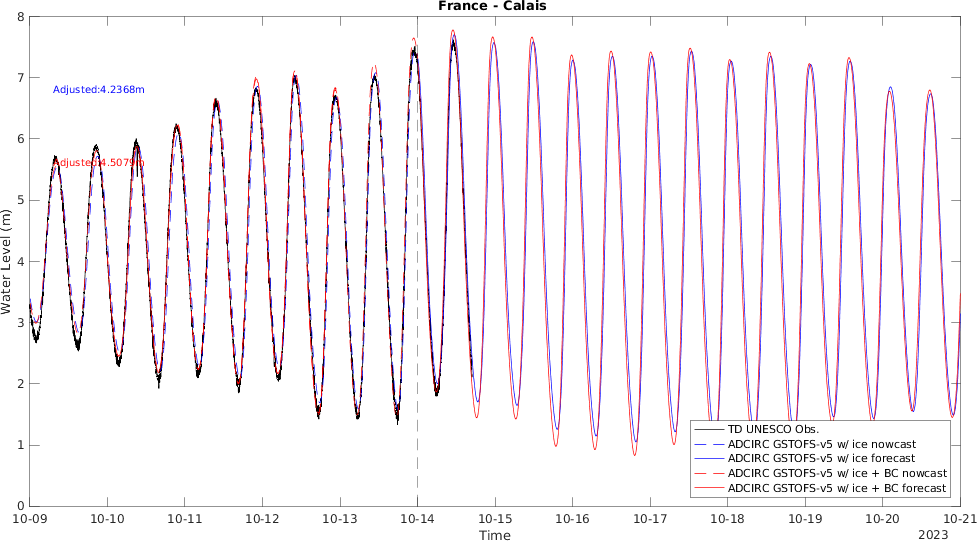 France - Calais
8
7
6
5
4
3
2
1
0
Water Level (m)
Adjusted:4.2368m
Adjusted:4.5079m
TD UNESCO Obs.
ADCIRC GSTOFS-v5 w/ ice nowcast
ADCIRC GSTOFS-v5 w/ ice forecast
ADCIRC GSTOFS-v5 w/ ice + BC nowcast
ADCIRC GSTOFS-v5 w/ ice + BC forecast
10-09 10-10 10-11 10-12 10-13 10-14 10-15 10-16 10-17 10-18 10-19 10-20 10-21
Time
2023